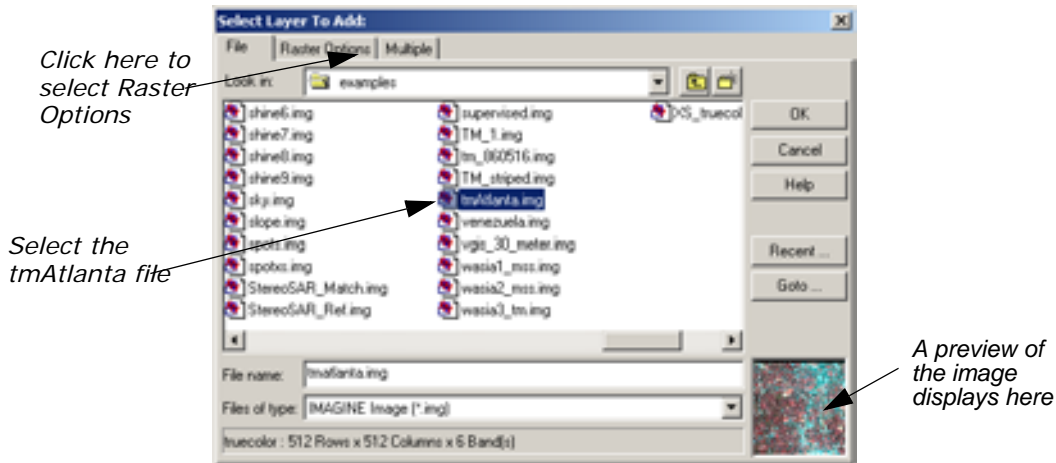 Select Layer To Add:
File Raster Options Multiple
Click here to
select Raster
Options
Look in: examples
shine6.img supervised.img XS_truecol
shine7.img TM_1.img
shine8.img tm_860516.img
shine9.img TM_striped.img
sky.img tmAtlanta.img
slope.img venezuela.img
spots.img vgis_30_meter.img
spotxs.img wasia1_mss.img
StereoSAR_Match.img wasia2_mss.img
StereoSAR_Ref.img wasia3_tm.img
OK
Cancel
Help
Recent ...
Goto ...
Select the
tmAtlanta file
File name: tmatlanta.img
Files of type: IMAGINE Image (*.img)
truecolor : 512 Rows x 512 Columns x 6 Band(s)
A preview of
the image
displays here